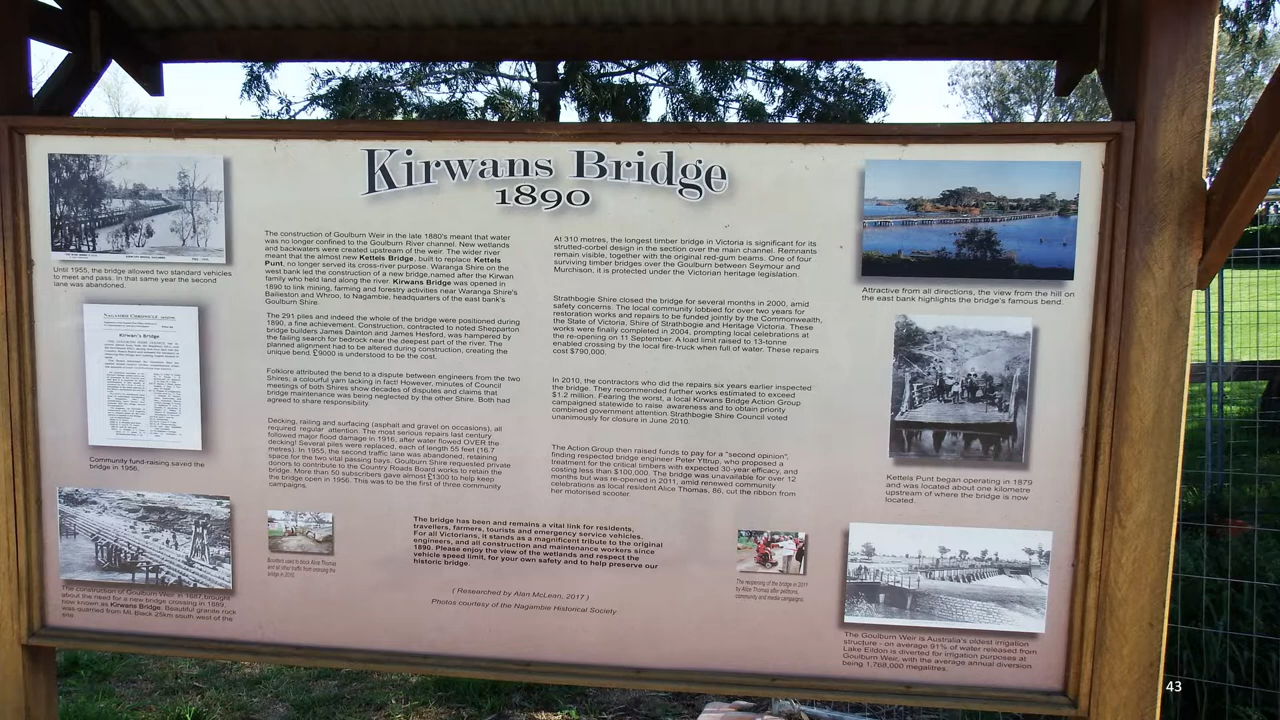 Kirwans Bridge
1890
Until 1955, the bridge allowed two standard vehicles
to meet and pass. In that same year the second
lane was abandoned.
NAGAMBIE CHRONICLE
Kirwan's Bridge
Community fund-raising saved the
bridge in 1956.
The construction of Goulburn Weir in 1887, brought
about the need for a new bridge crossing in 1889,
now known as Kirwans Bridge. Beautiful granite rock
was quarried from Mt. Black 25km south west of the
site.
The construction of Goulburn Weir in the late 1880's meant that water
was no longer confined to the Goulburn River channel. New wetlands
and backwaters were created upstream of the weir. The wider river
meant that the almost new Kettels Bridge, built to replace Kettels
Punt, no longer served its cross-river purpose. Waranga Shire on the
west bank led the construction of a new bridge,named after the Kirwan
family who held land along the river. Kirwans Bridge was opened in
1890 to link mining, farming and forestry activities near Waranga Shire's
Bailieston and Whroo, to Nagambie, headquarters of the east bank's
Goulburn Shire.
The 291 piles and indeed the whole of the bridge were positioned during
1890, a fine achievement. Construction, contracted to noted Shepparton
bridge builders James Dainton and James Hesford, was hampered by
the failing search for bedrock near the deepest part of the river. The
planned alignment had to be altered during construction, creating the
unique bend. £9000 is understood to be the cost.
Folklore attributed the bend to a dispute between engineers from the two
Shires; a colourful yarn lacking in fact! However, minutes of Council
meetings of both Shires show decades of disputes and claims that
bridge maintenance was being neglected by the other Shire. Both had
agreed to share responsibility.
Decking, railing and surfacing (asphalt and gravel on occasions), all
required regular attention. The most serious repairs last century
followed major flood damage in 1916, after water flowed OVER the
decking! Several piles were replaced, each of length 55 feet (16.7
metres). In 1955, the second traffic lane was abandoned, retaining
space for the two vital passing bays. Goulburn Shire requested private
donors to contribute to the Country Roads Board works to retain the
bridge. More than 50 subscribers gave almost £1300 to help keep
the bridge open in 1956. This was to be the first of three community
campaigns.
Boulders used to block Alice Thomas
and all other traffic from crossing the
bridge in 2010.
At 310 metres, the longest timber bridge in Victoria is significant for its
strutted-corbel design in the section over the main channel. Remnants
remain visible, together with the original red-gum beams. One of four
surviving timber bridges over the Goulburn between Seymour and
Murchison, it is protected under the Victorian heritage legislation.
Strathbogie Shire closed the bridge for several months in 2000, amid
safety concerns. The local community lobbied for over two years for
restoration works and repairs to be funded jointly by the Commonwealth,
the State of Victoria, Shire of Strathbogie and Heritage Victoria. These
works were finally completed in 2004, prompting local celebrations at
the re-opening on 11 September. A load limit raised to 13-tonne
enabled crossing by the local fire-truck when full of water. These repairs
cost $790,000.
In 2010, the contractors who did the repairs six years earlier inspected
the bridge. They recommended further works estimated to exceed
$1.2 million. Fearing the worst, a local Kirwans Bridge Action Group
campaigned statewide to raise awareness and to obtain priority
combined government attention. Strathbogie Shire Council voted
unanimously for closure in June 2010.
The Action Group then raised funds to pay for a "second opinion",
finding respected bridge engineer Peter Yttrup, who proposed a
treatment for the critical timbers with expected 30-year efficacy, and
costing less than $100,000. The bridge was unavailable for over 12
months but was re-opened in 2011, amid renewed community
celebrations as local resident Alice Thomas, 86, cut the ribbon from
her motorised scooter.
The bridge has been and remains a vital link for residents,
travellers, farmers, tourists and emergency service vehicles.
For all Victorians, it stands as a magnificent tribute to the original
engineers, and all construction and maintenance workers since
1890. Please enjoy the view of the wetlands and respect the
vehicle speed limit, for your own safety and to help preserve our
historic bridge.
( Researched by Alan McLean, 2017 )
Photos courtesy of the Nagambie Historical Society
The reopening of the bridge in 2011
by Alice Thomas after petitions,
community and media campaigns.
Attractive from all directions, the view from the hill on
the east bank highlights the bridge's famous bend.
Kettels Punt began operating in 1879
and was located about one kilometre
upstream of where the bridge is now
located.
The Goulburn Weir is Australia's oldest irrigation
structure - on average 91% of water released from
Lake Eildon is diverted for irrigation purposes at
Goulburn Weir, with the average annual diversion
being 1,768,000 megalitres.
43